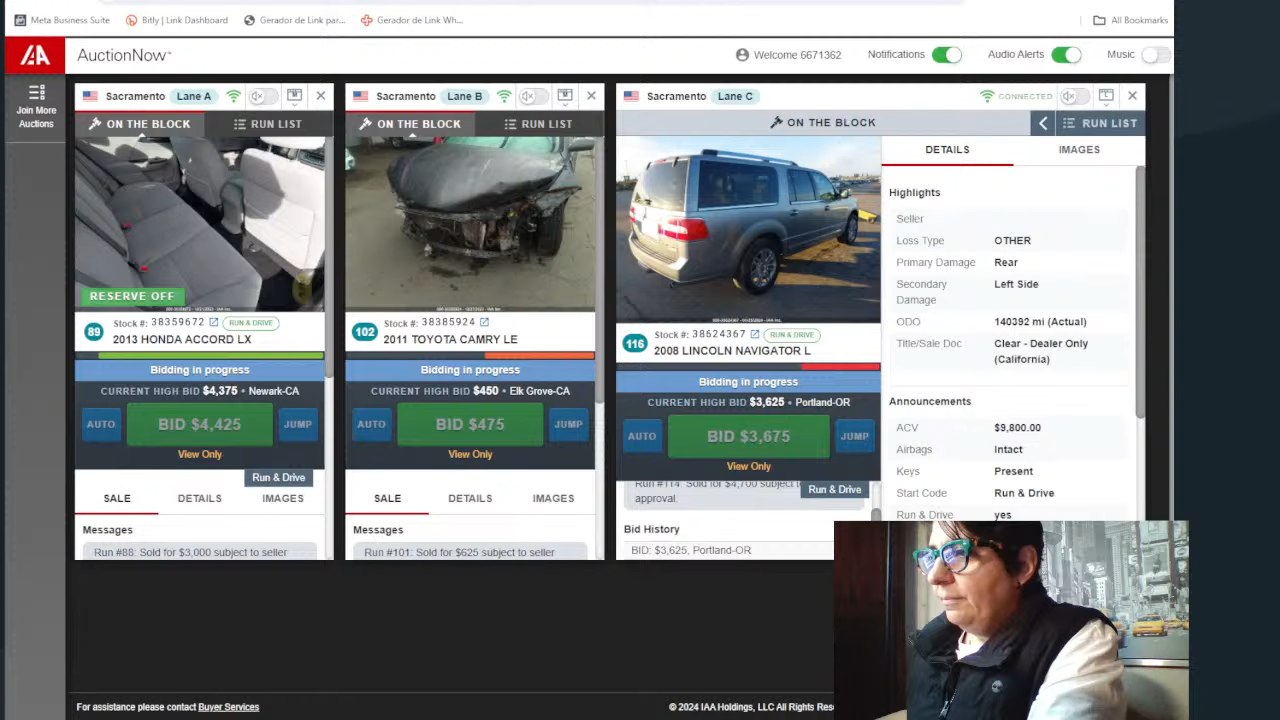 Meta Business Suite
Bitly | Link Dashboard
Gerador de Link par...
Gerador de Link Wh...
All Bookmarks
IAA
AuctionNow
Welcome 6671362
Notifications
Audio Alerts
Music
Join More
Auctions
Sacramento
Lane A
ON THE BLOCK
RUN LIST
RESERVE OFF
89
Stock #: 38359672
RUN & DRIVE
2013 HONDA ACCORD LX
Bidding in progress
CURRENT HIGH BID $4,375 • Newark-CA
AUTO
BID $4,425
JUMP
View Only
Run & Drive
SALE
DETAILS
IMAGES
Messages
Run #88: Sold for $3,000 subject to seller
Sacramento
Lane B
ON THE BLOCK
RUN LIST
102
Stock #: 38385924
2011 TOYOTA CAMRY LE
Bidding in progress
CURRENT HIGH BID $450 • Elk Grove-CA
AUTO
BID $475
JUMP
View Only
SALE
DETAILS
IMAGES
Messages
Run #101: Sold for $625 subject to seller
Sacramento
Lane C
CONNECTED
ON THE BLOCK
RUN LIST
116
Stock #: 38624367
RUN & DRIVE
2008 LINCOLN NAVIGATOR L
Bidding in progress
CURRENT HIGH BID $3,625 • Portland-OR
AUTO
BID $3,675
JUMP
View Only
Run #114: Sold for $4,700 subject to
approval.
Run & Drive
Bid History
BID: $3,625, Portland-OR
DETAILS
IMAGES
Highlights
Seller
Loss Type OTHER
Primary Damage Rear
Secondary Left Side
Damage
ODO 140392 mi (Actual)
Title/Sale Doc Clear - Dealer Only
(California)
Announcements
ACV $9,800.00
Airbags Intact
Keys Present
Start Code Run & Drive
Run & Drive yes
For assistance please contact Buyer Services
© 2024 IAA Holdings, LLC All Rights Rese